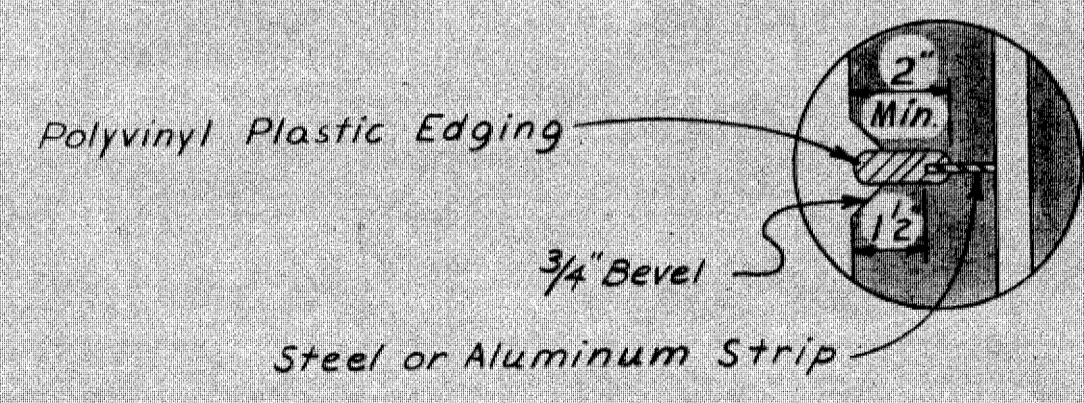 2"
Min.
Polyvinyl Plastic Edging
1½"
¾" Bevel
Steel or Aluminum Strip